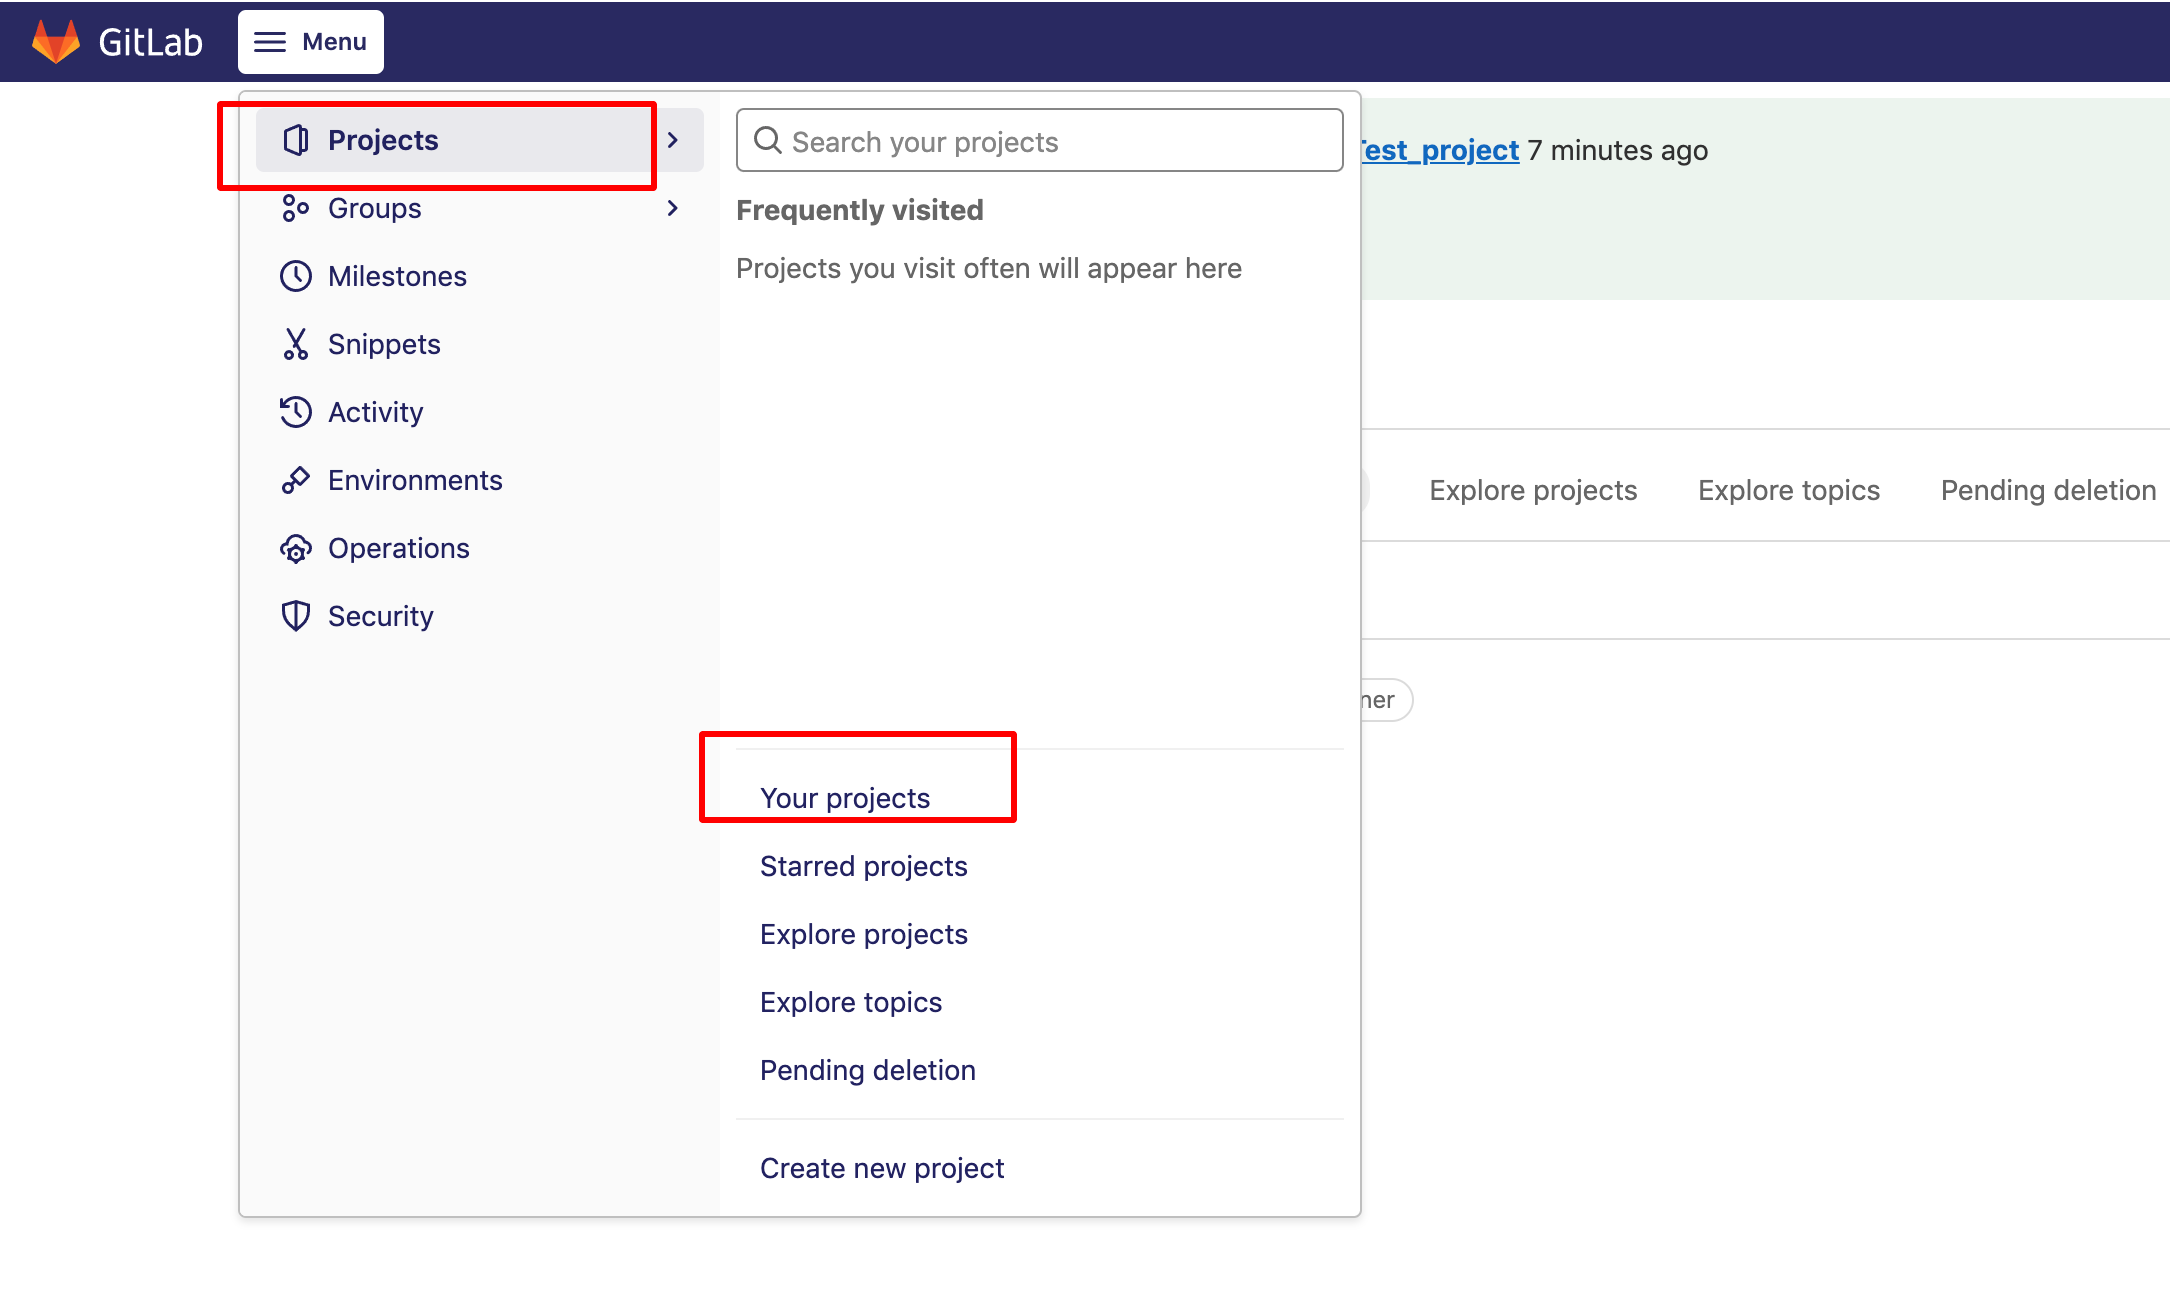 GitLab
Menu
Projects
Groups
Milestones
Snippets
Activity
Environments
Operations
Security
Search your projects
Frequently visited
Projects you visit often will appear here
Your projects
Starred projects
Explore projects
Explore topics
Pending deletion
Create new project
Test_project 7 minutes ago
Explore projects Explore topics Pending deletion